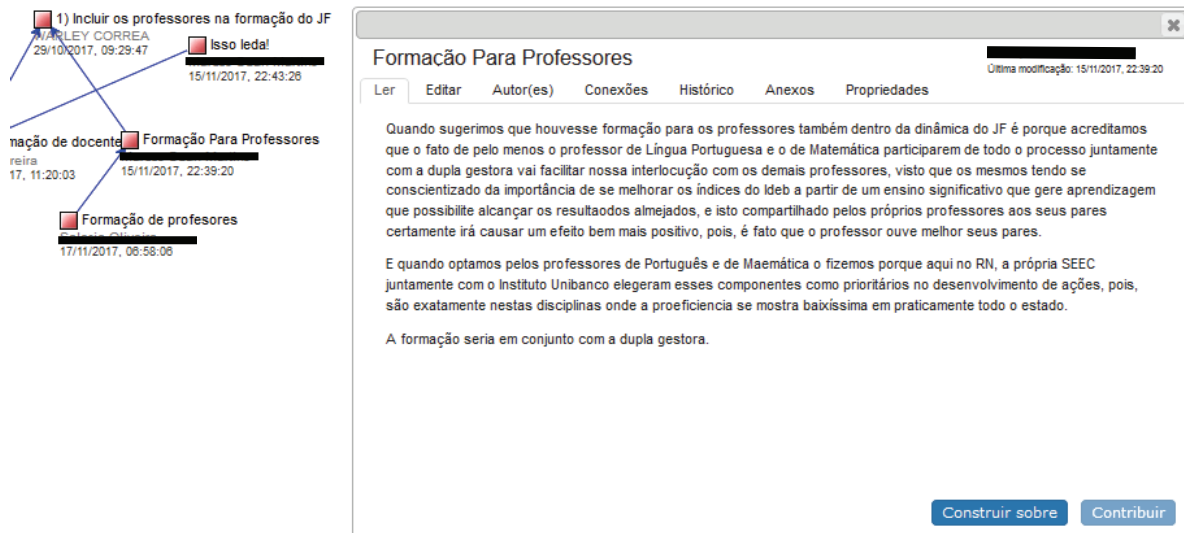 1) Incluir os professores na formação do JF
WARLEY CORREA
29/10/2017, 09:29:47
Isso leda!
15/11/2017, 22:43:26
mação de docente
reira
17, 11:20:03
Formação Para Professores
15/11/2017, 22:39:20
Formação de profesores
17/11/2017, 06:58:06
Formação Para Professores
Última modificação: 15/11/2017, 22:39:20
Ler Editar Autor(es) Conexões Histórico Anexos Propriedades
Quando sugerimos que houvesse formação para os professores também dentro da dinâmica do JF é porque acreditamos
que o fato de pelo menos o professor de Língua Portuguesa e o de Matemática participarem de todo o processo juntamente
com a dupla gestora vai facilitar nossa interlocução com os demais professores, visto que os mesmos tendo se
conscientizado da importância de se melhorar os índices do Ideb a partir de um ensino significativo que gere aprendizagem
que possibilite alcançar os resultaodos almejados, e isto compartilhado pelos próprios professores aos seus pares
certamente irá causar um efeito bem mais positivo, pois, é fato que o professor ouve melhor seus pares.
E quando optamos pelos professores de Português e de Maemática o fizemos porque aqui no RN, a própria SEEC
juntamente com o Instituto Unibanco elegeram esses componentes como prioritários no desenvolvimento de ações, pois,
são exatamente nestas disciplinas onde a proeficiencia se mostra baixíssima em praticamente todo o estado.
A formação seria em conjunto com a dupla gestora.
Construir sobre Contribuir